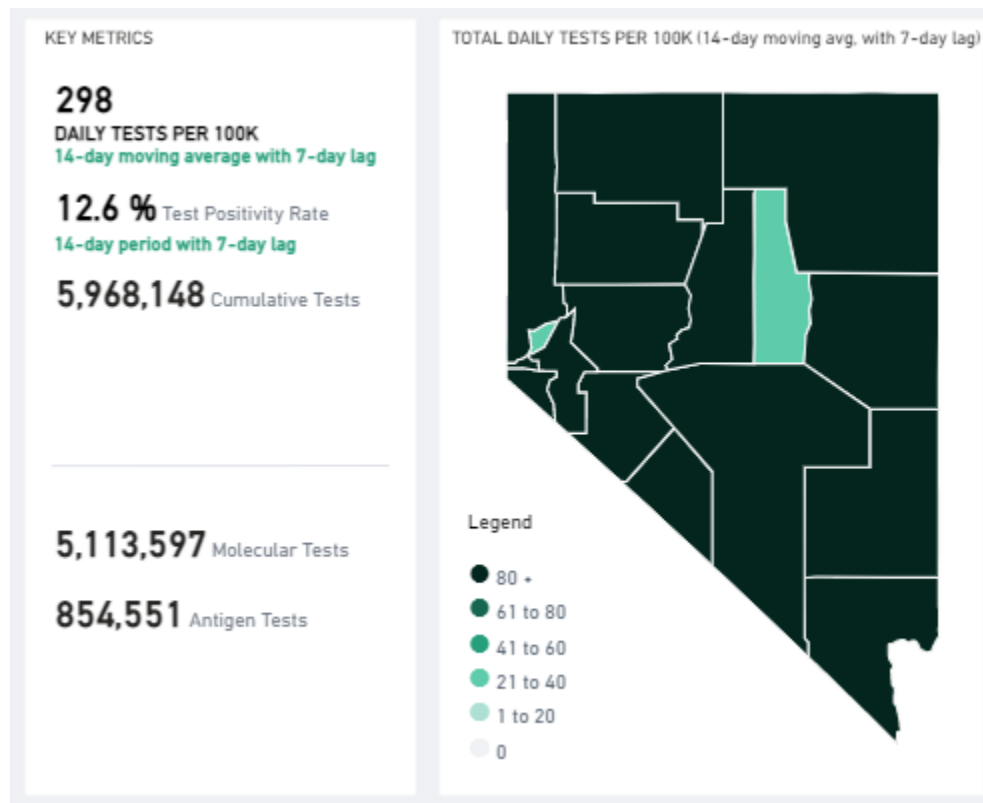 KEY METRICS
298
DAILY TESTS PER 100K
14-day moving average with 7-day lag
12.6 % Test Positivity Rate
14-day period with 7-day lag
5,968,148 Cumulative Tests
5,113,597 Molecular Tests
854,551 Antigen Tests
TOTAL DAILY TESTS PER 100K (14-day moving avg, with 7-day lag)
Legend
80 +
61 to 80
41 to 60
21 to 40
1 to 20
0